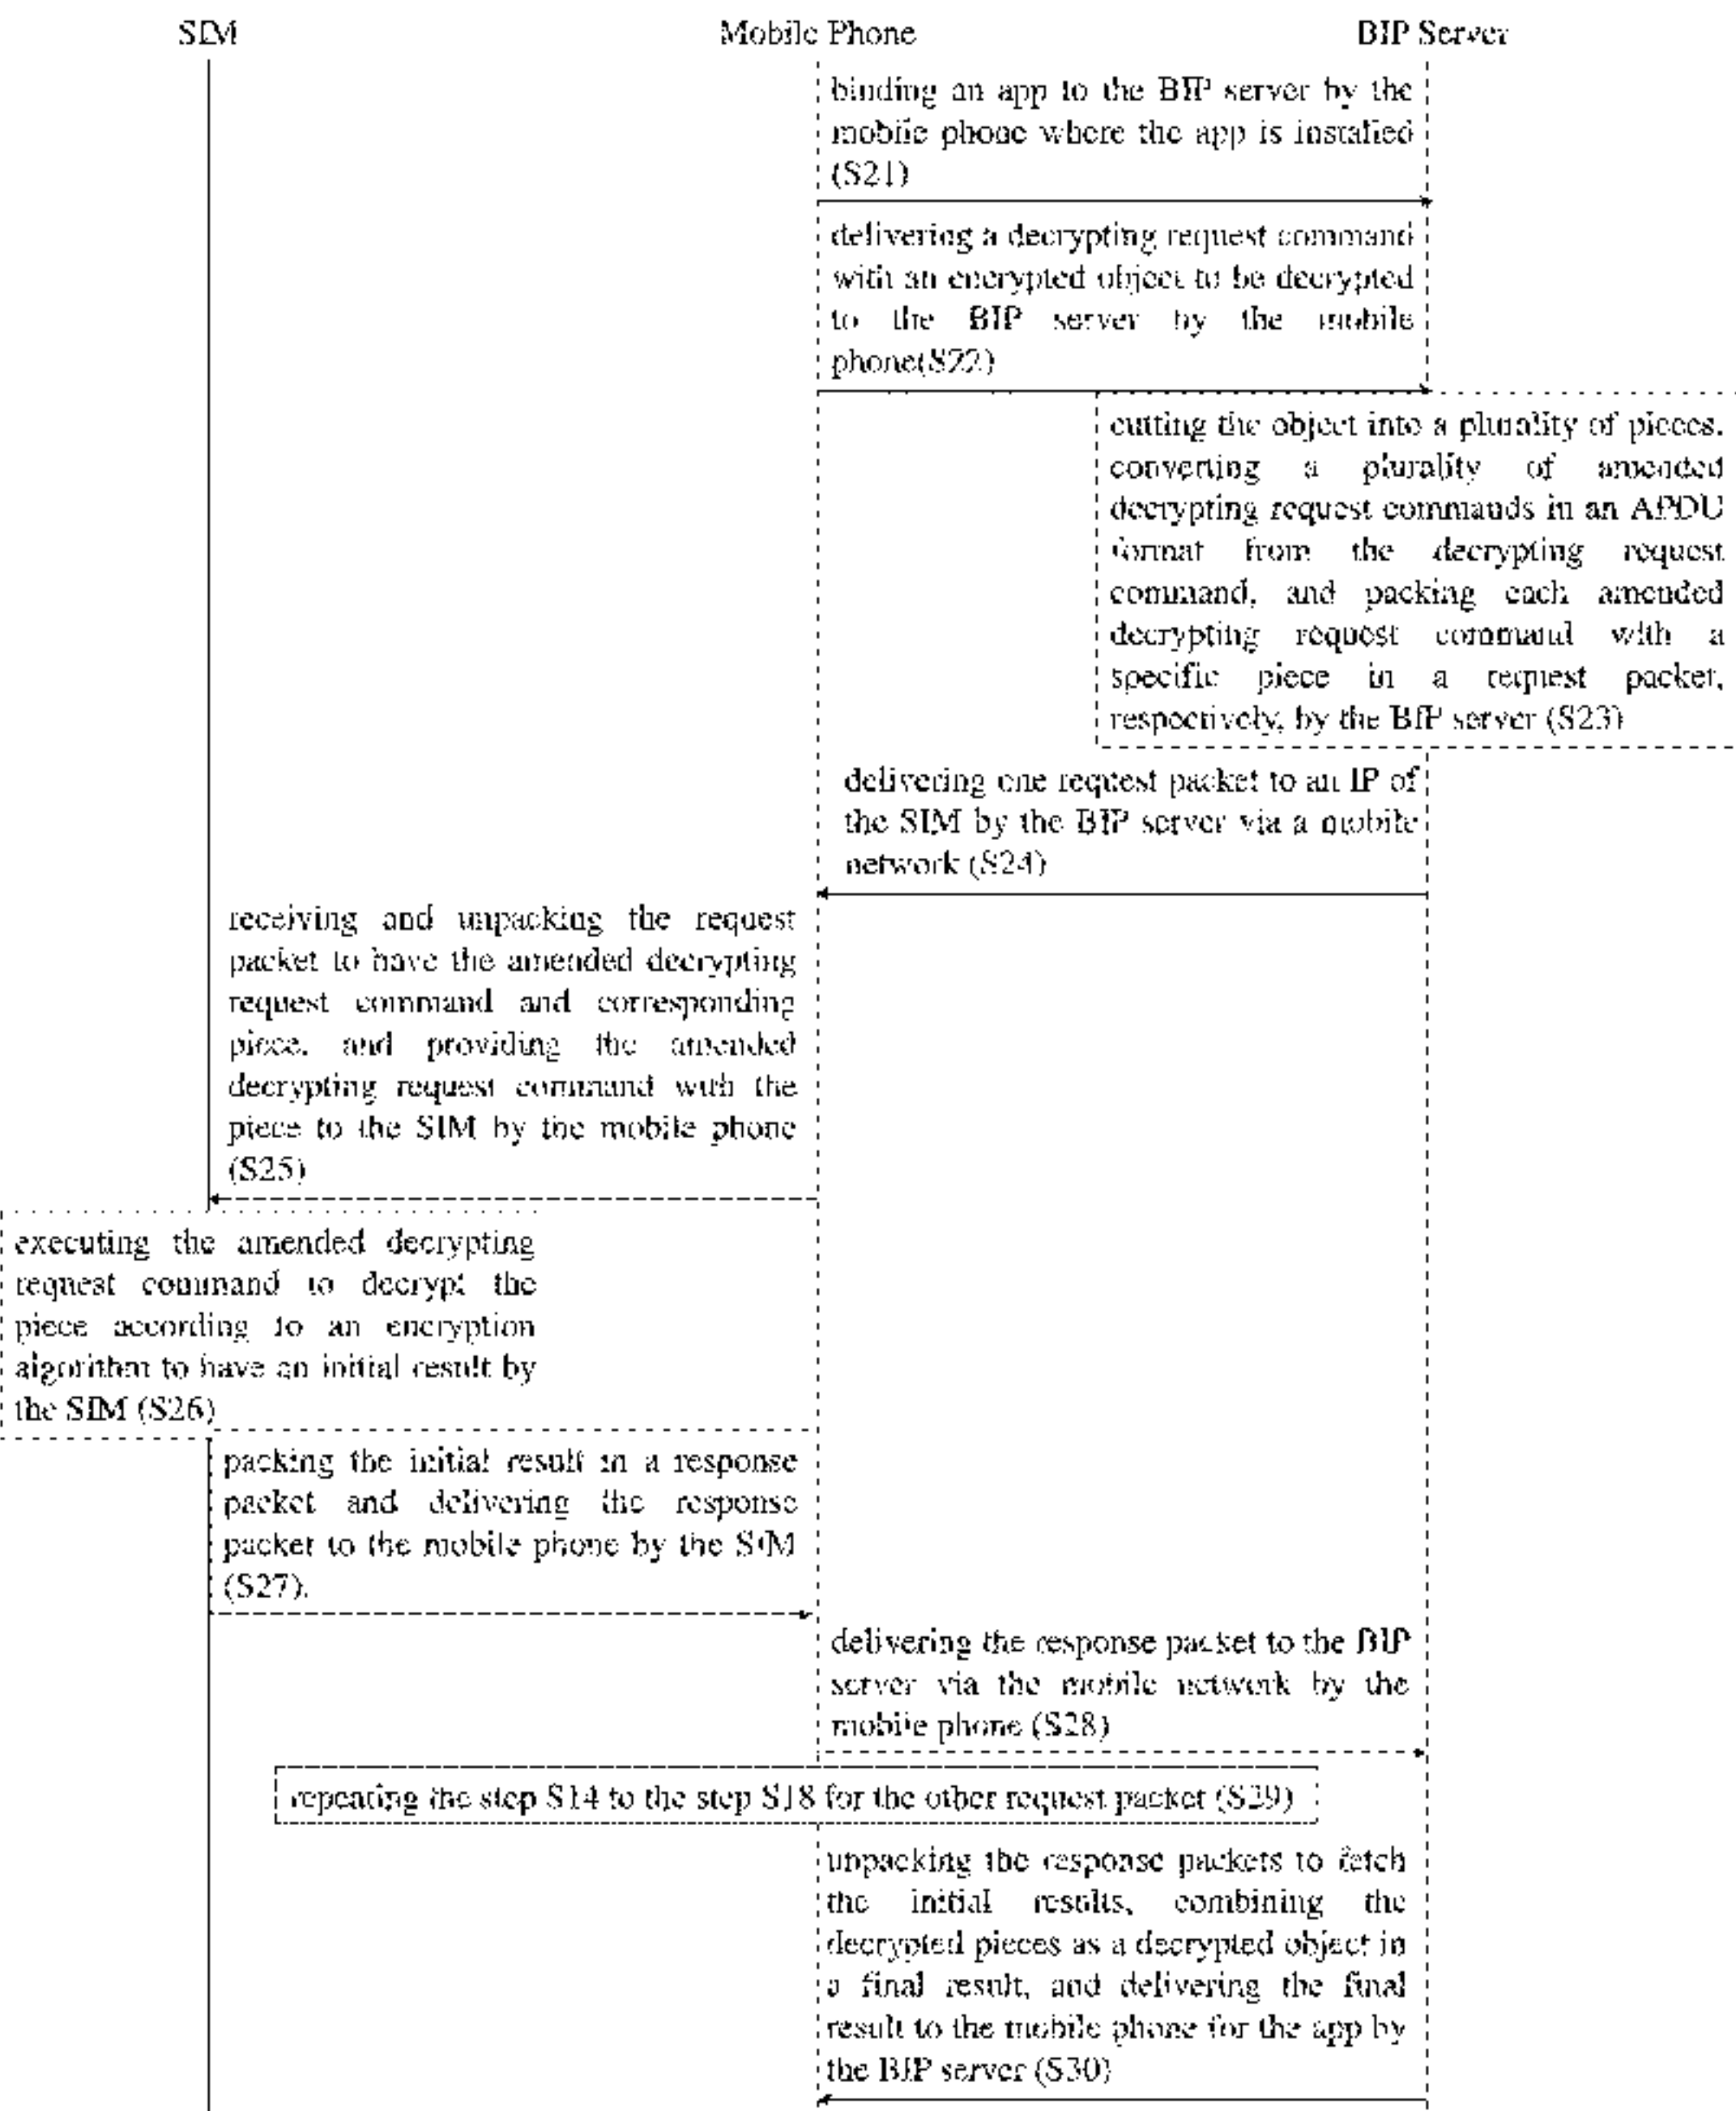 SIM
Mobile Phone
BIP Server
binding an app to the BIP server by the
mobile phone where the app is installed
(S21)
delivering a decrypting request command
with an encrypted object to be decrypted
to the BIP server by the mobile
phone(S22)
cutting the object into a plurality of pieces,
converting a plurality of amended
decrypting request commands in an APDU
format from the decrypting request
command, and packing each amended
decrypting request command with a
specific piece in a request packet,
respectively, by the BIP server (S23)
delivering one request packet to an IP of
the SIM by the BIP server via a mobile
network (S24)
receiving and unpacking the request
packet to have the amended decrypting
request command and corresponding
piece, and providing the amended
decrypting request command with the
piece to the SIM by the mobile phone
(S25)
executing the amended decrypting
request command to decrypt the
piece according to an encryption
algorithm to have an initial result by
the SIM (S26)
packing the initial result in a response
packet and delivering the response
packet to the mobile phone by the SIM
(S27).
delivering the response packet to the BIP
server via the mobile network by the
mobile phone (S28)
repeating the step S14 to the step S18 for the other request packet (S29)
unpacking the response packets to fetch
the initial results, combining the
decrypted pieces as a decrypted object in
a final result, and delivering the final
result to the mobile phone for the app by
the BIP server (S30)